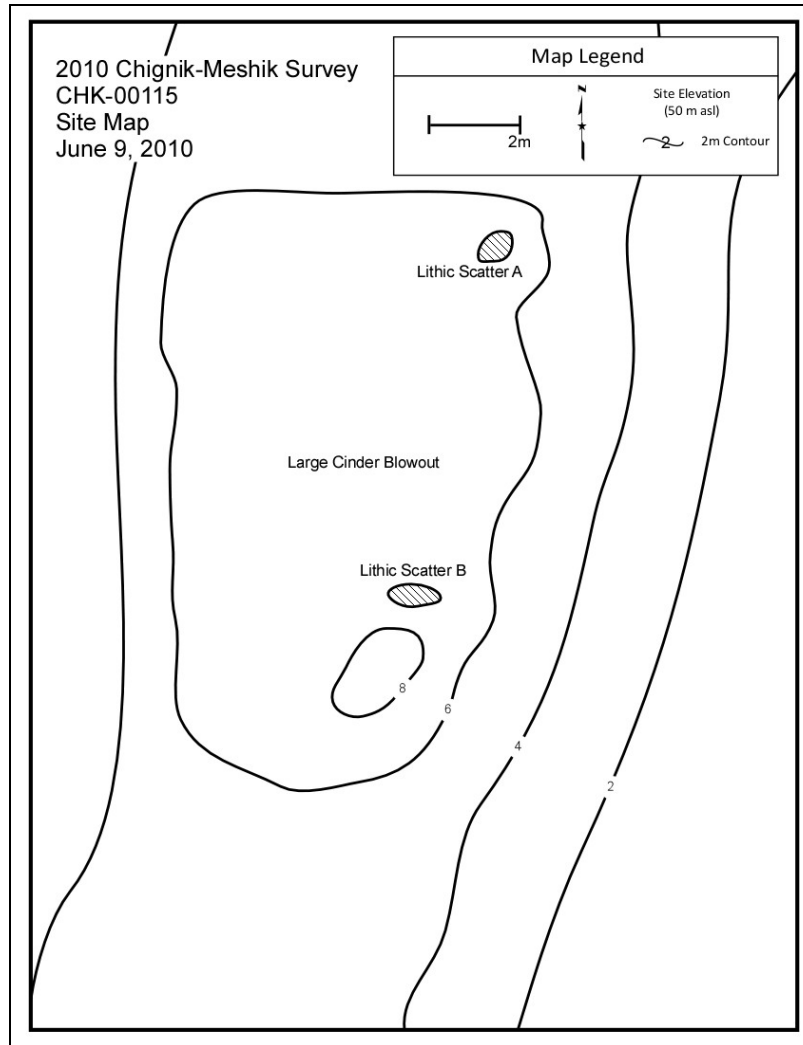 2010 Chignik-Meshik Survey
CHK-00115
Site Map
June 9, 2010
Map Legend
2m
N
Site Elevation
(50 m asl)
2
2m Contour
Lithic Scatter A
Large Cinder Blowout
Lithic Scatter B
8
6
4
2